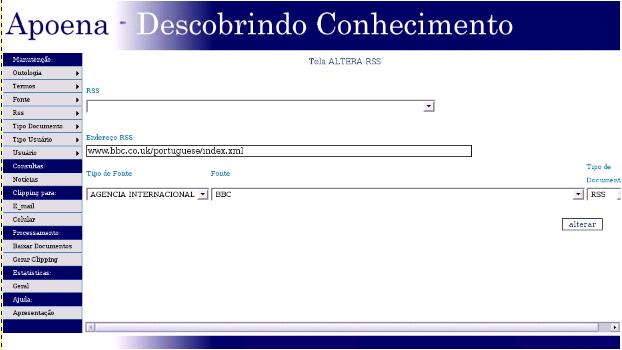 Apoena - Descobrindo Conhecimento
Manutenção:
Ontologia
Termos
Fonte
Rss
Tipo Documento
Tipo Usuário
Usuário
Consultas:
Notícias
Clipping para:
E_mail
Celular
Processamento:
Baixar Documentos
Gerar Clipping
Estatísticas:
Geral
Ajuda:
Apresentação
Tela ALTERA RSS
RSS
Endereço RSS:
www.bbc.co.uk/portuguese/index.xml
Tipo de Fonte
Fonte
Tipo de
Document
AGENCIA INTERNACIONAL
BBC
RSS
alterar